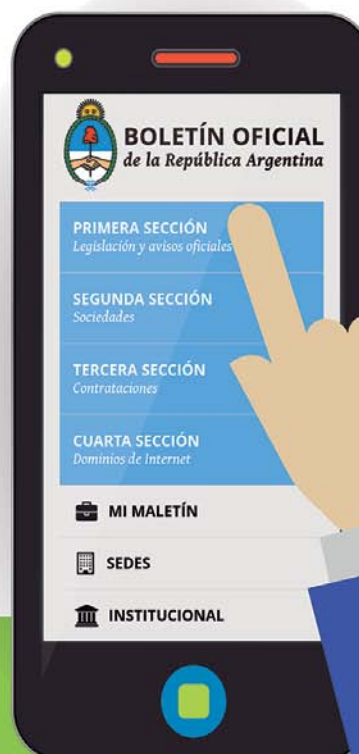 BOLETÍN OFICIAL
de la República Argentina
PRIMERA SECCIÓN
Legislación y avisos oficiales
SEGUNDA SECCIÓN
Sociedades
TERCERA SECCIÓN
Contrataciones
CUARTA SECCIÓN
Dominios de Internet
MI MALETÍN
SEDES
INSTITUCIONAL